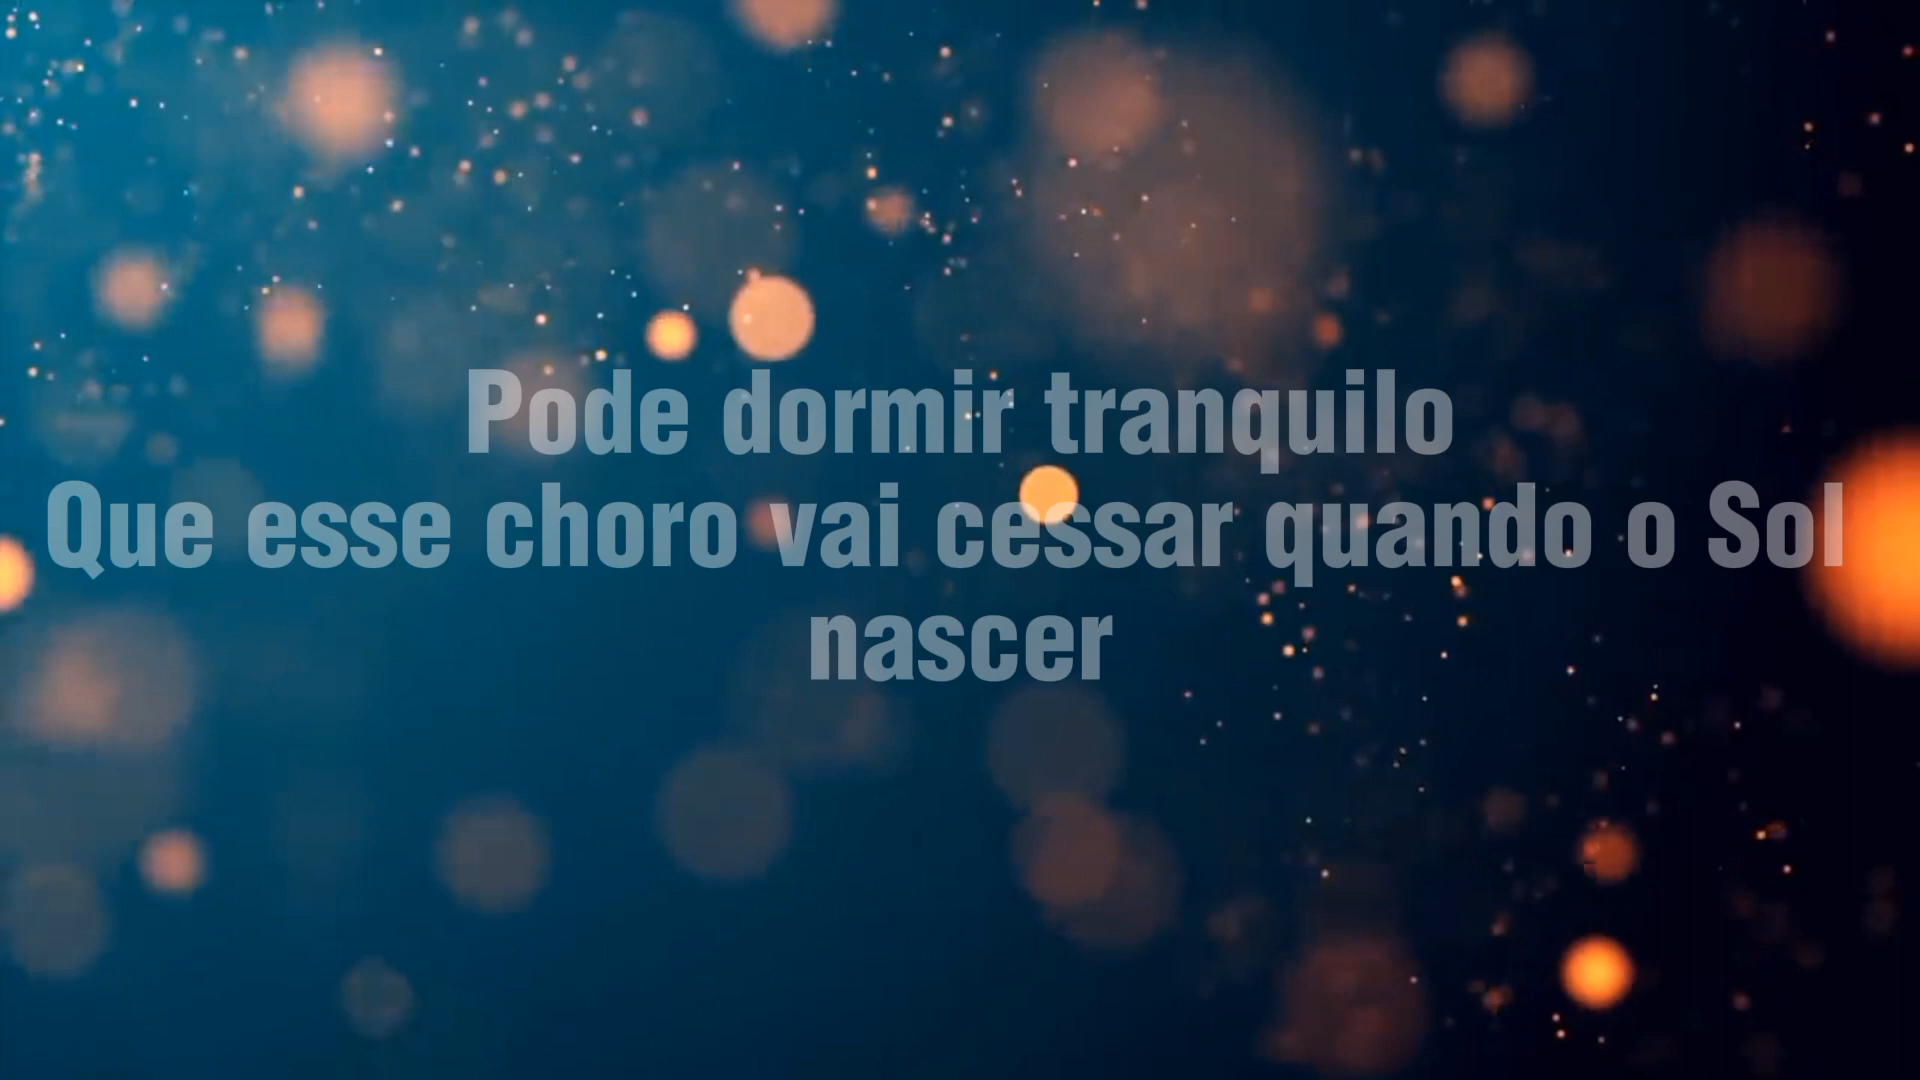 Pode dormir tranquilo
Que esse choro vai cessar quando o Sol
nascer